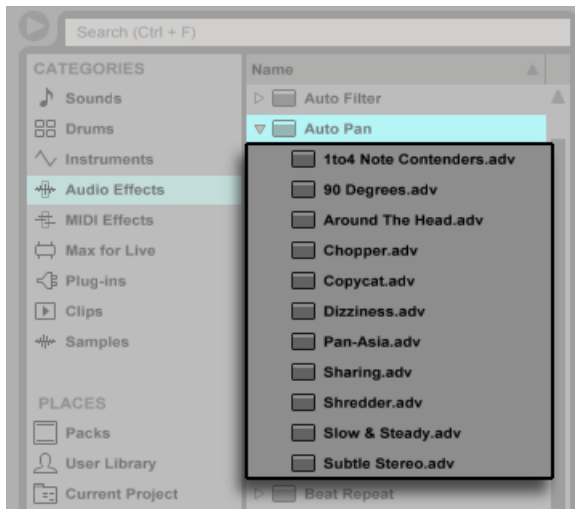 Search (Ctrl + F)
CATEGORIES
Sounds
Drums
Instruments
Audio Effects
MIDI Effects
Max for Live
Plug-ins
Clips
Samples
PLACES
Packs
User Library
Current Project
Name
Auto Filter
Auto Pan
1to4 Note Contenders.adv
90 Degrees.adv
Around The Head.adv
Chopper.adv
Copycat.adv
Dizziness.adv
Pan-Asia.adv
Sharing.adv
Shredder.adv
Slow & Steady.adv
Subtle Stereo.adv
Beat Repeat